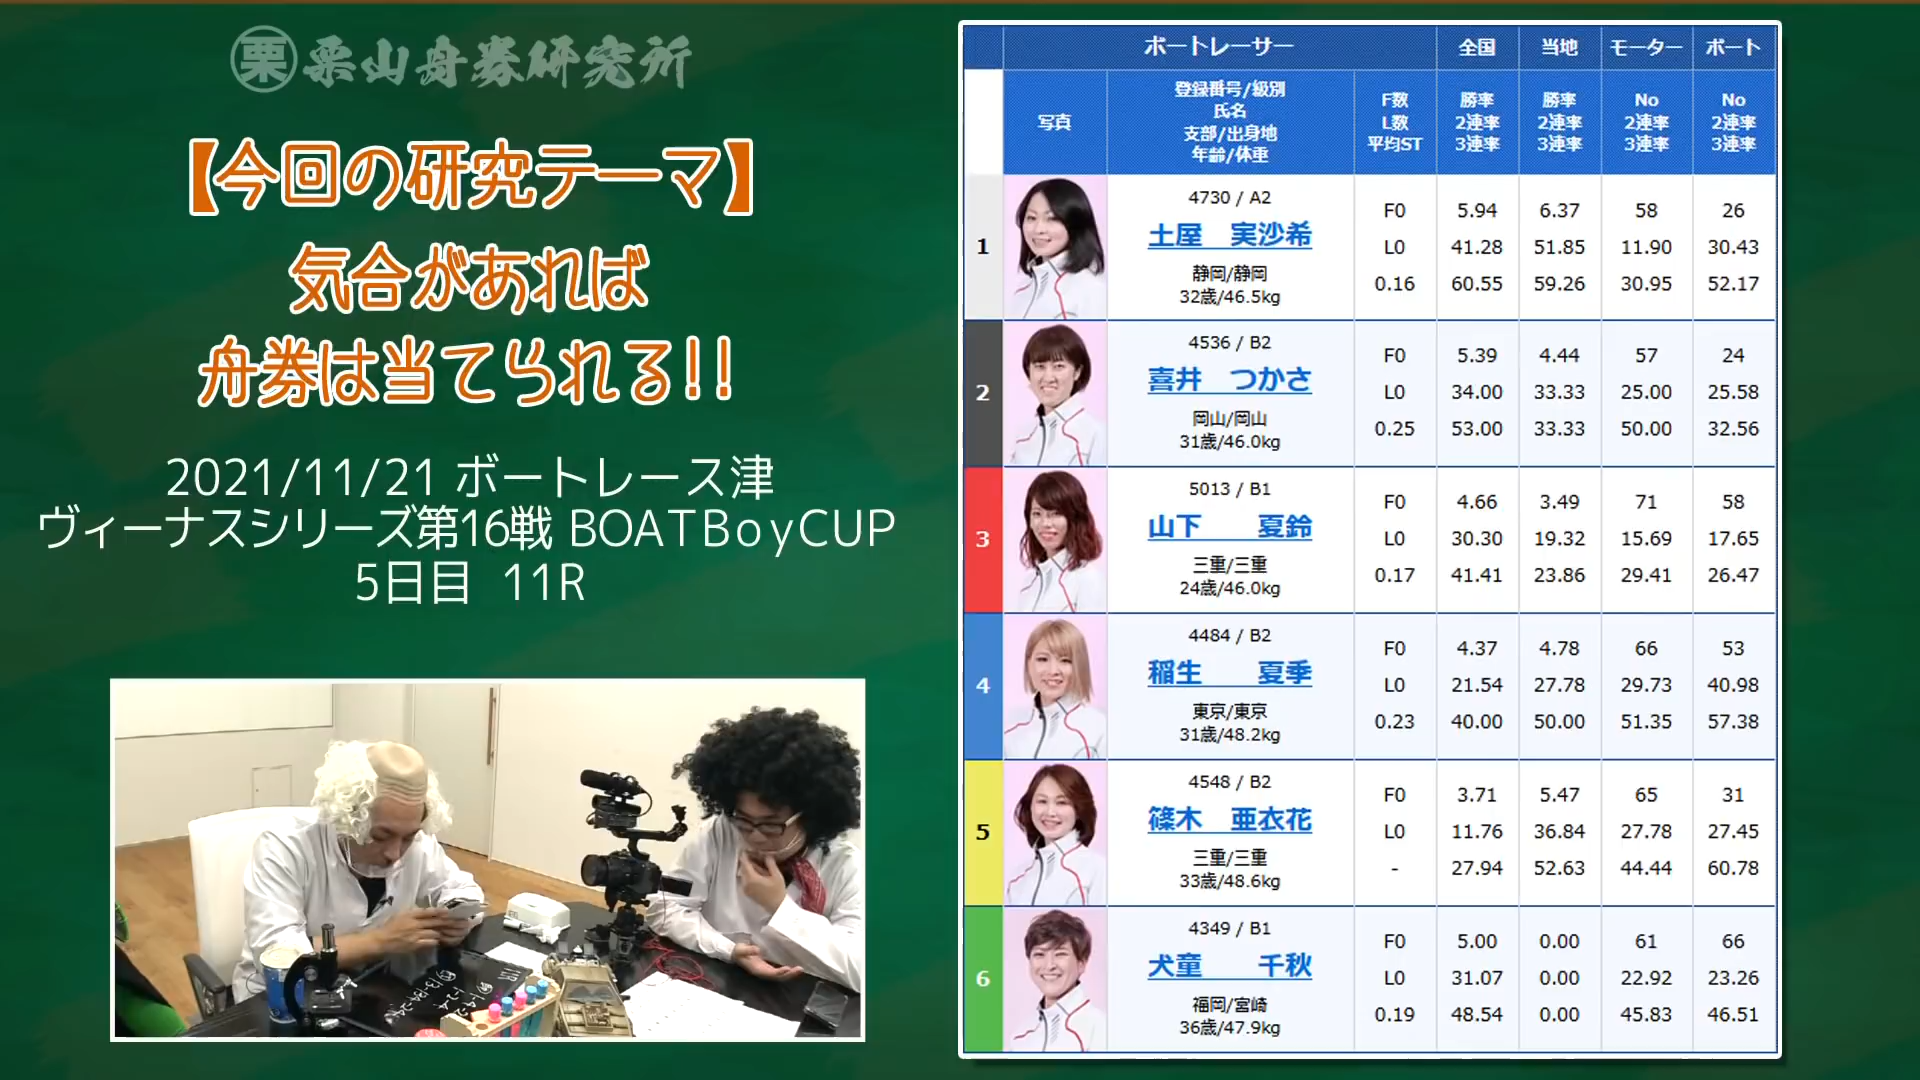 栗 栗山舟券研究所
【今回の研究テーマ】
気合があれば
舟券は当てられる!!
2021/11/21 ボートレース津
ヴィーナスシリーズ第16戦 BOATBoyCUP
5日目 11R
ボートレーサー 全国 当地 モーター ボート
写真
登録番号/級別
氏名
支部/出身地
年齢/体重
F数
L数
平均ST
勝率
2連率
3連率
勝率
2連率
3連率
No
2連率
3連率
No
2連率
3連率
1
4730 / A2
土屋 実沙希
静岡/静岡
32歳/46.5kg
F0 5.94 6.37 58 26
L0 41.28 51.85 11.90 30.43
0.16 60.55 59.26 30.95 52.17
2
4536 / B2
喜井 つかさ
岡山/岡山
31歳/46.0kg
F0 5.39 4.44 57 24
L0 34.00 33.33 25.00 25.58
0.25 53.00 33.33 50.00 32.56
3
5013 / B1
山下 夏鈴
三重/三重
24歳/46.0kg
F0 4.66 3.49 71 58
L0 30.30 19.32 15.69 17.65
0.17 41.41 23.86 29.41 26.47
4
4484 / B2
稲生 夏季
東京/東京
31歳/48.2kg
F0 4.37 4.78 66 53
L0 21.54 27.78 29.73 40.98
0.23 40.00 50.00 51.35 57.38
5
4548 / B2
篠木 亜衣花
三重/三重
33歳/48.6kg
F0 3.71 5.47 65 31
L0 11.76 36.84 27.78 27.45
- 27.94 52.63 44.44 60.78
6
4349 / B1
犬童 千秋
福岡/宮崎
36歳/47.9kg
F0 5.00 0.00 61 66
L0 31.07 0.00 22.92 23.26
0.19 48.54 0.00 45.83 46.51
11R